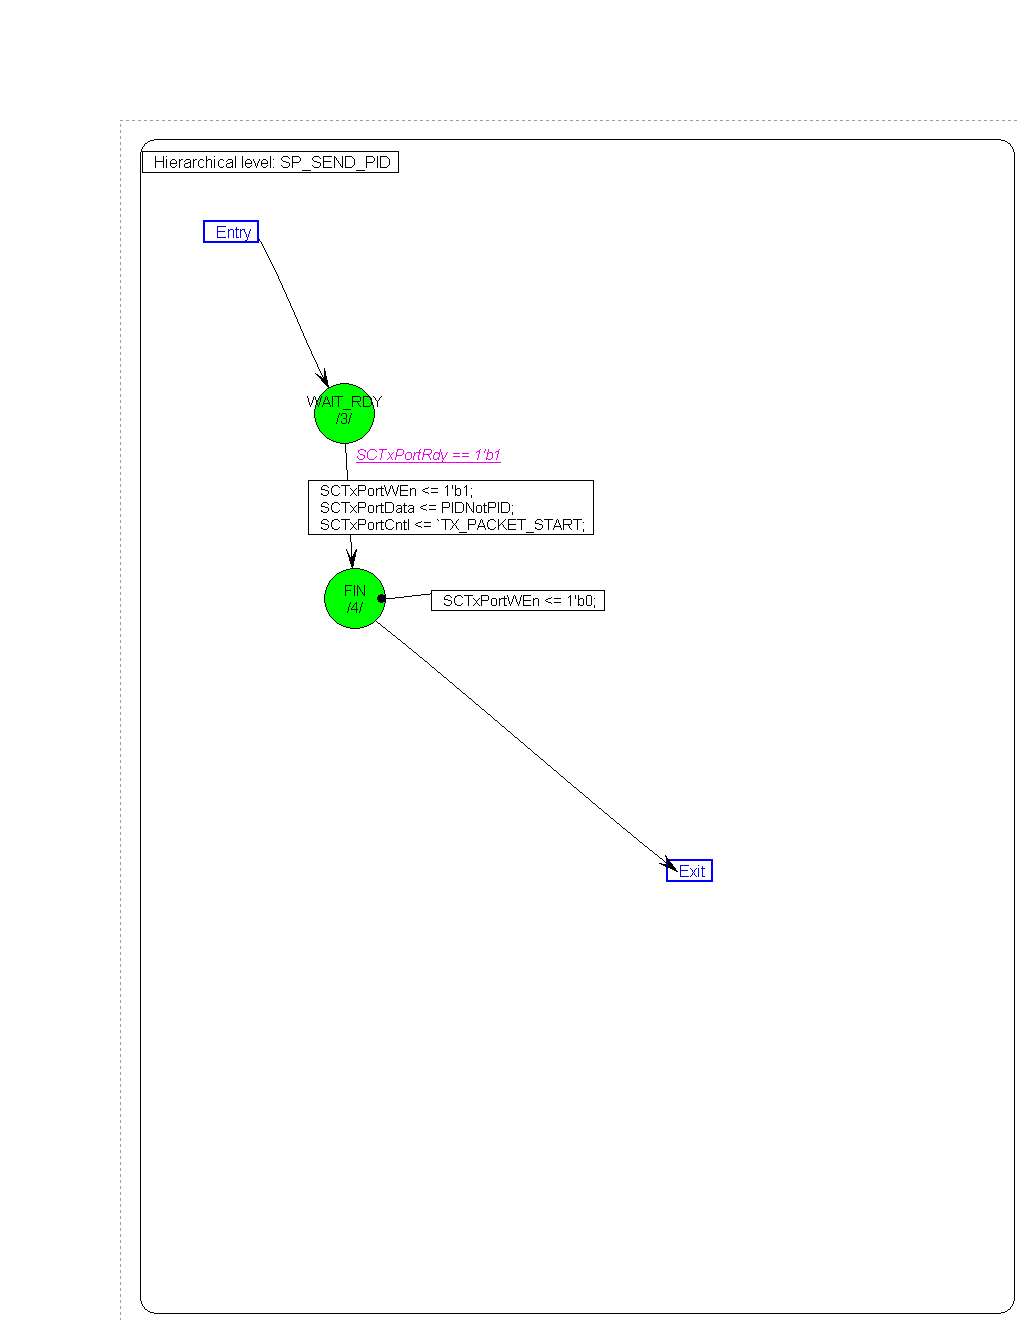 Hierarchical level: SP_SEND_PID
Entry
WAIT_RDY
/3/
SCTxPortRdy == 1'b1
SCTxPortWEn <= 1'b1;
SCTxPortData <= PIDNotPID;
SCTxPortCntl <= `TX_PACKET_START;
FIN
/4/
SCTxPortWEn <= 1'b0;
Exit